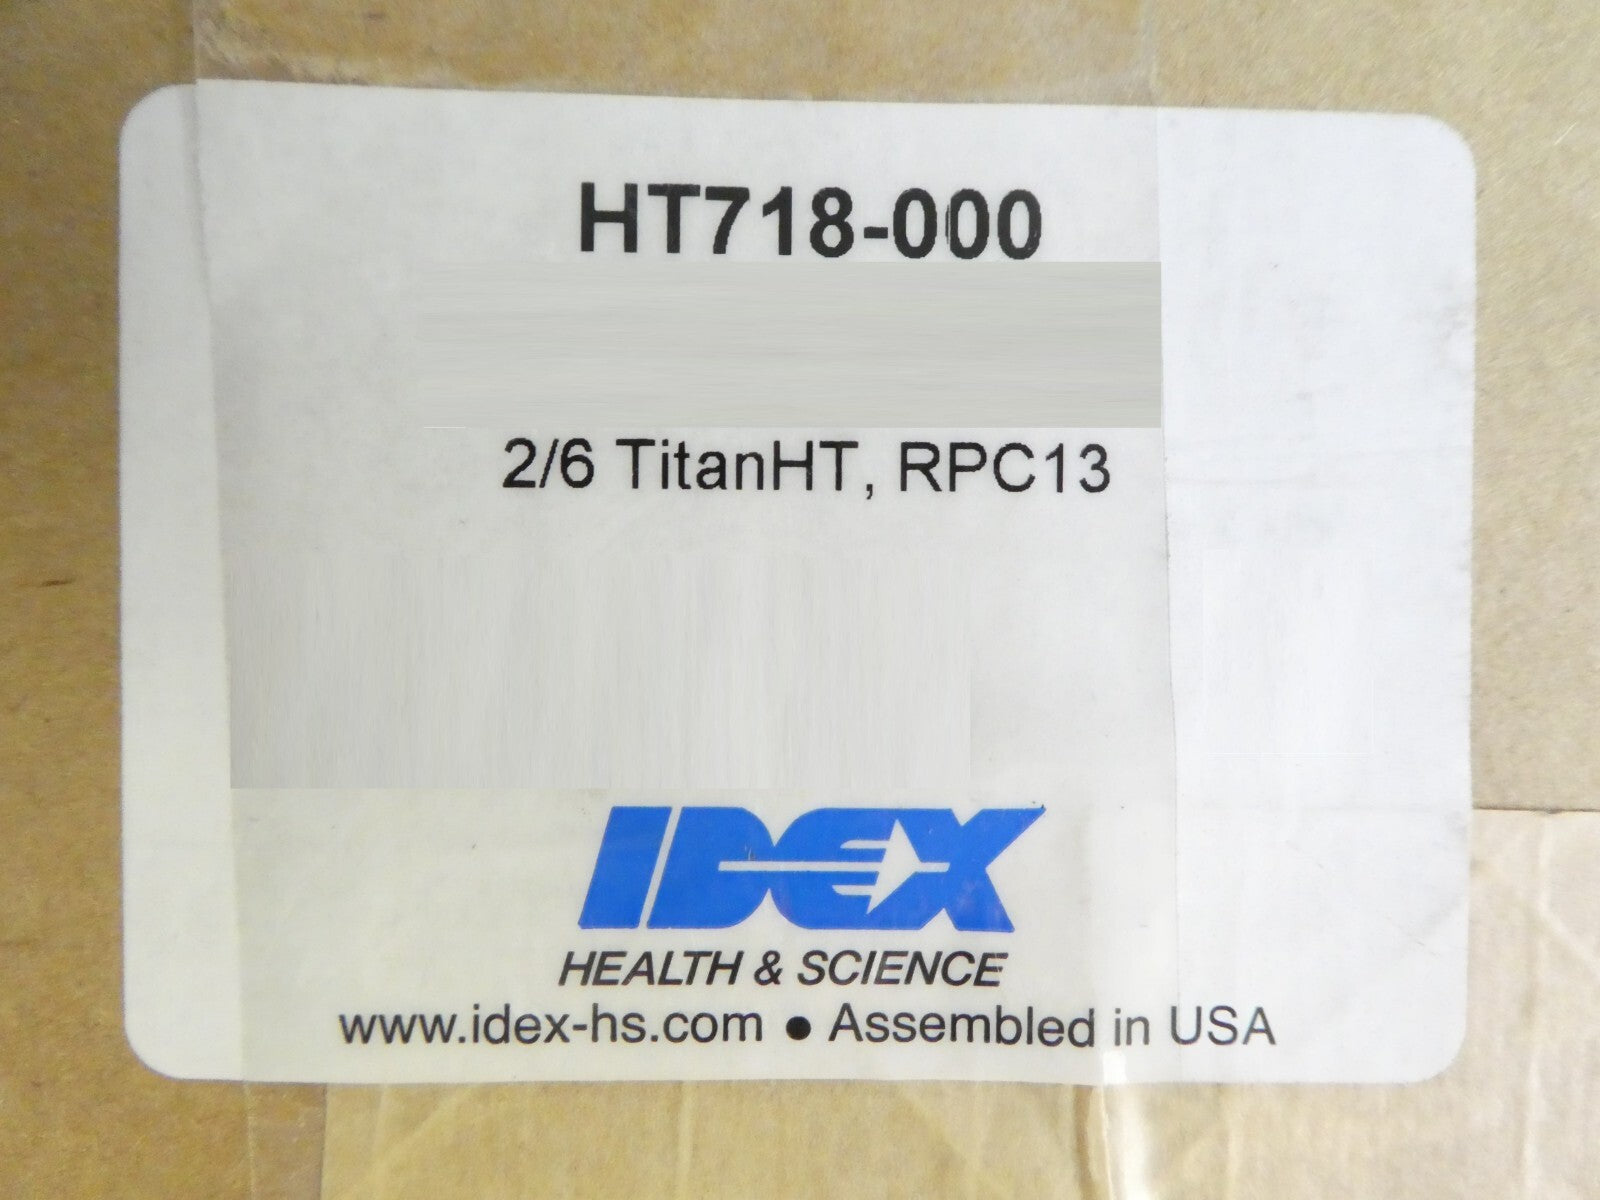 HT718-000
2/6 TitanHT, RPC13
IDEX
HEALTH & SCIENCE
www.idex-hs.com ● Assembled in USA